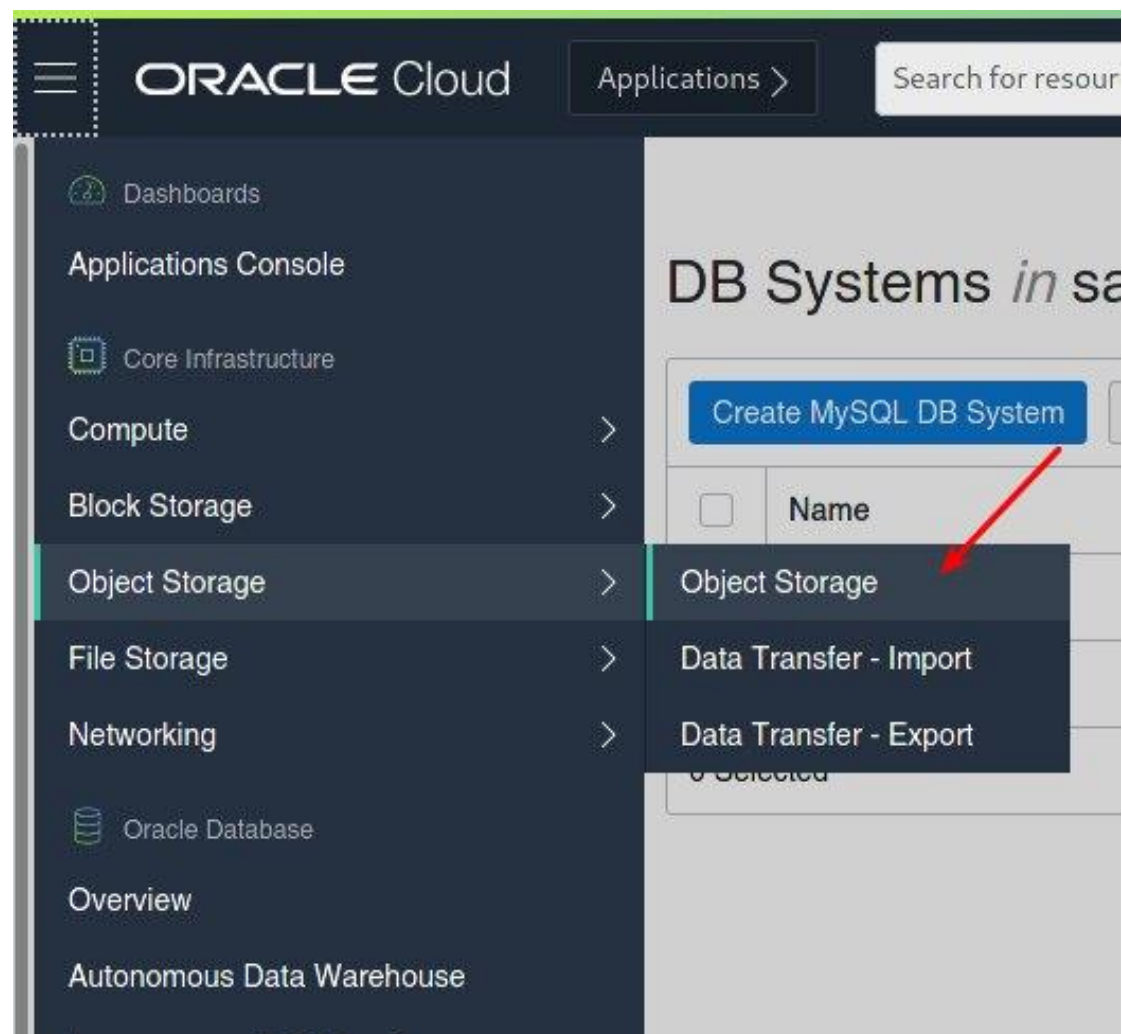 ORACLE Cloud
Applications
Search for resour
Dashboards
Applications Console
Core Infrastructure
Compute
Block Storage
Object Storage
File Storage
Networking
Oracle Database
Overview
Autonomous Data Warehouse
DB Systems in sa
Create MySQL DB System
Name
Object Storage
Data Transfer - Import
Data Transfer - Export
0 Selected